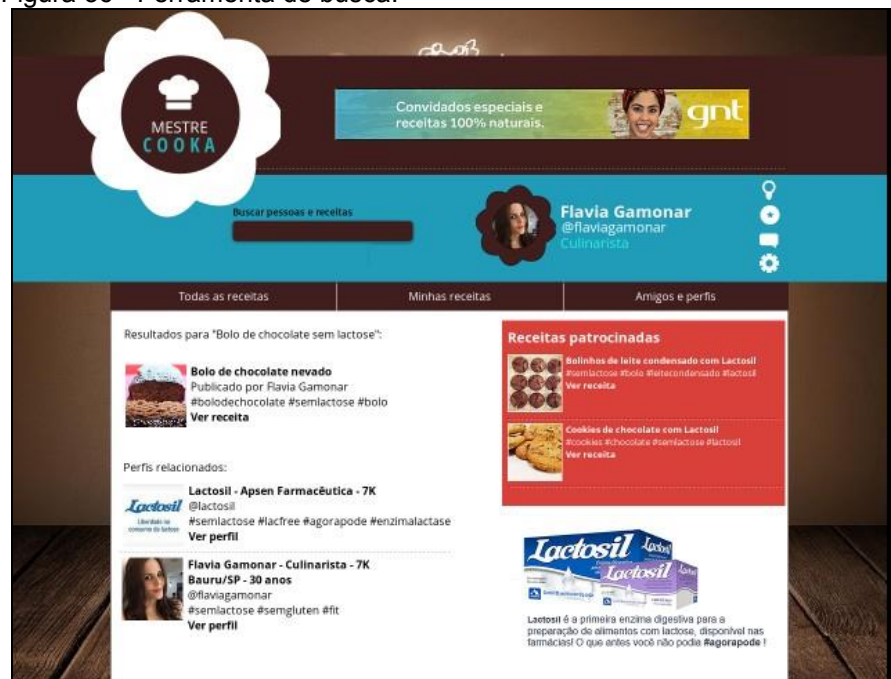 MESTRE
COOKA
Convidados especiais e
receitas 100% naturais.
gnt
Buscar pessoas e receitas
Flavia Gamonar
@flaviagamonar
Culinarista
Todas as receitas
Minhas receitas
Amigos e perfis
Resultados para "Bolo de chocolate sem lactose":
Bolo de chocolate nevado
Publicado por Flavia Gamonar
#bolodechocolate #semlactose #bolo
Ver receita
Perfis relacionados:
Lactosil
Lactosil - Apsen Farmacêutica - 7K
@lactosil
#semlactose #lacfree #agorapode #enzimalactase
Ver perfil
Flavia Gamonar - Culinarista - 7K
Bauru/SP - 30 anos
@flaviagamonar
#semlactose #semgluten #fit
Ver perfil
Receitas patrocinadas
Bolinhos de leite condensado com Lactosil
#semlactose #bolo #leitecondensado #lactosil
Ver receita
Cookies de chocolate com Lactosil
#cookies #chocolate #semlactose #lactosil
Ver receita
Lactosil
Lactosil
Lactosil é a primeira enzima digestiva para a
preparação de alimentos com lactose, disponível nas
farmácias! O que antes você não podia #agorapode !